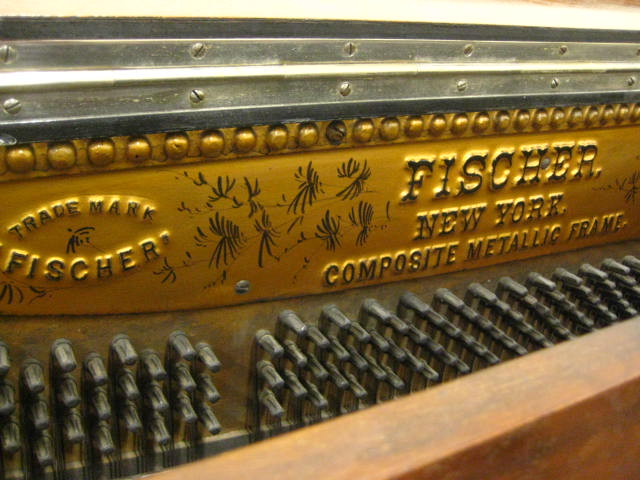 TRADE MARK
FISCHER
FISCHER.
NEW YORK.
COMPOSITE METALLIC FRAME.